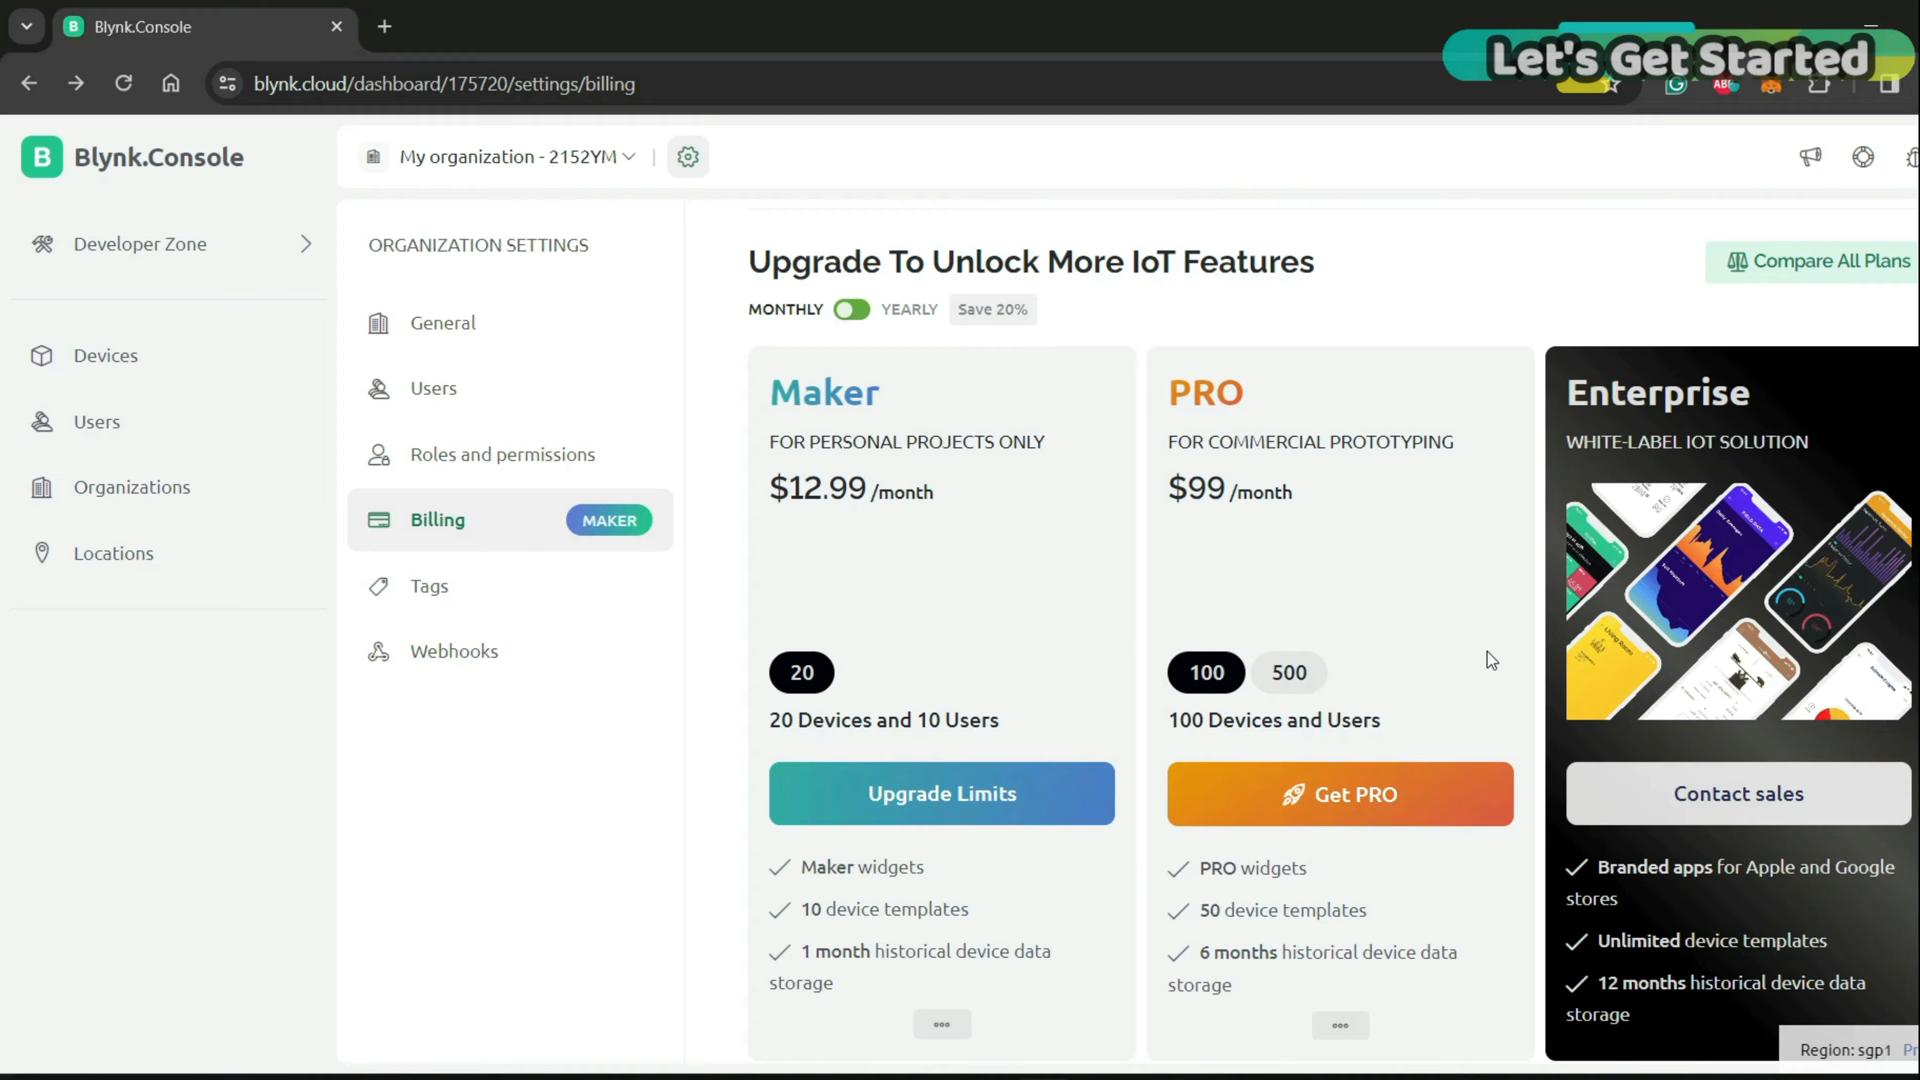 Blynk.Console
Let's Get Started
blynk.cloud/dashboard/175720/settings/billing
ABP
B Blynk.Console
My organization - 2152YM
Developer Zone
Devices
Users
Organizations
Locations
ORGANIZATION SETTINGS
General
Users
Roles and permissions
Billing MAKER
Tags
Webhooks
Upgrade To Unlock More IoT Features
Compare All Plans
MONTHLY YEARLY Save 20%
Maker
FOR PERSONAL PROJECTS ONLY
$12.99 /month
20
20 Devices and 10 Users
Upgrade Limits
Maker widgets
10 device templates
1 month historical device data
storage
PRO
FOR COMMERCIAL PROTOTYPING
$99 /month
100 500
100 Devices and Users
Get PRO
PRO widgets
50 device templates
6 months historical device data
storage
Enterprise
WHITE-LABEL IOT SOLUTION
Contact sales
Branded apps for Apple and Google
stores
Unlimited device templates
12 months historical device data
storage
Region: sgp1